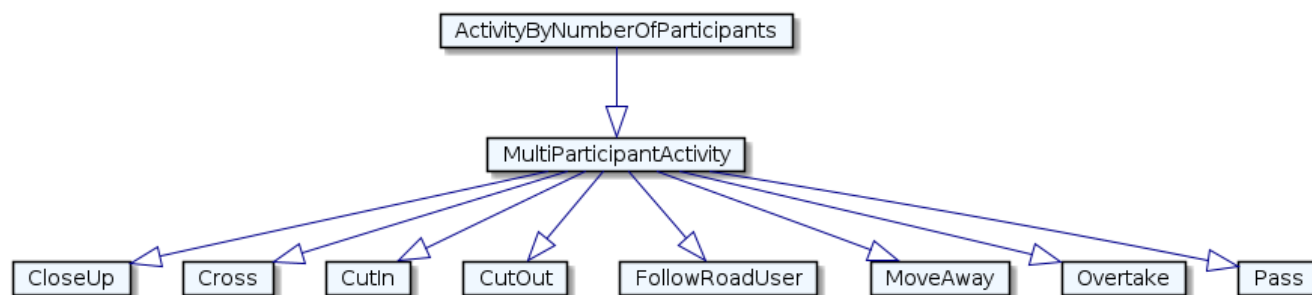 ActivityByNumberOfParticipants
MultiParticipantActivity
CloseUp
Cross
CutIn
CutOut
FollowRoadUser
MoveAway
Overtake
Pass